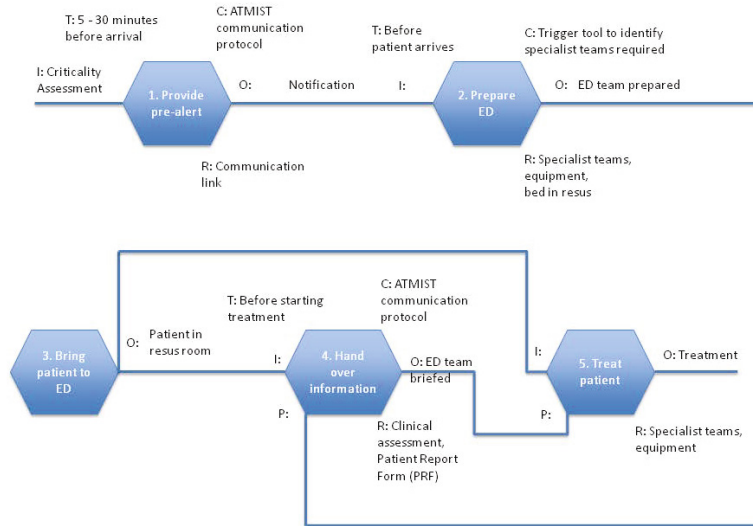 T: 5 - 30 minutes
before arrival
C: ATMIST
communication
protocol
I: Criticality
Assessment
1. Provide
pre-alert
O:
Notification
R: Communication
link
T: Before
patient arrives
C: Trigger tool to identify
specialist teams required
I:
2. Prepare
ED
O:
ED team prepared
R: Specialist teams,
equipment,
bed in resus
3. Bring
patient to
ED
O:
Patient in
resus room
T: Before starting
treatment
C: ATMIST
communication
protocol
I:
4. Hand
over
information
O: ED team
briefed
P:
R: Clinical
assessment,
Patient Report
Form (PRF)
I:
5. Treat
patient
O: Treatment
P:
R: Specialist teams,
equipment